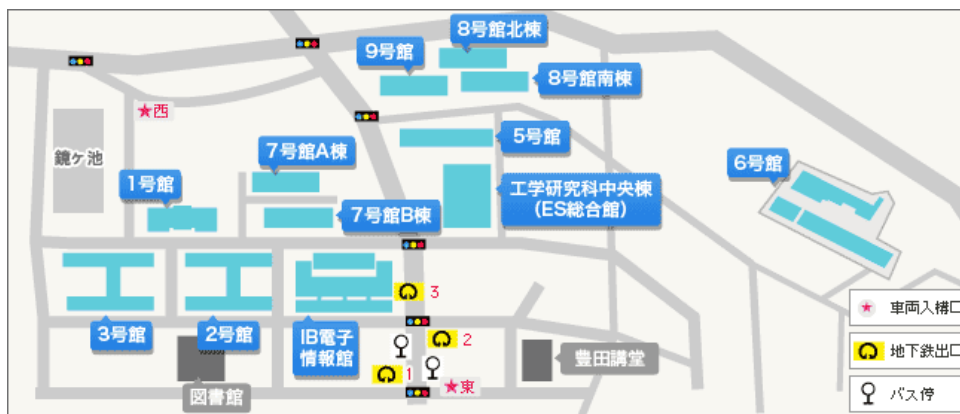 8号館北棟
9号館
8号館南棟
★西
5号館
鏡ヶ池
7号館A棟
6号館
1号館
工学研究科中央棟
(ES総合館)
7号館B棟
3
★車両入構口
3号館
2号館
IB電子
情報館
2
地下鉄出口
豊田講堂
1
★東
図書館
バス停